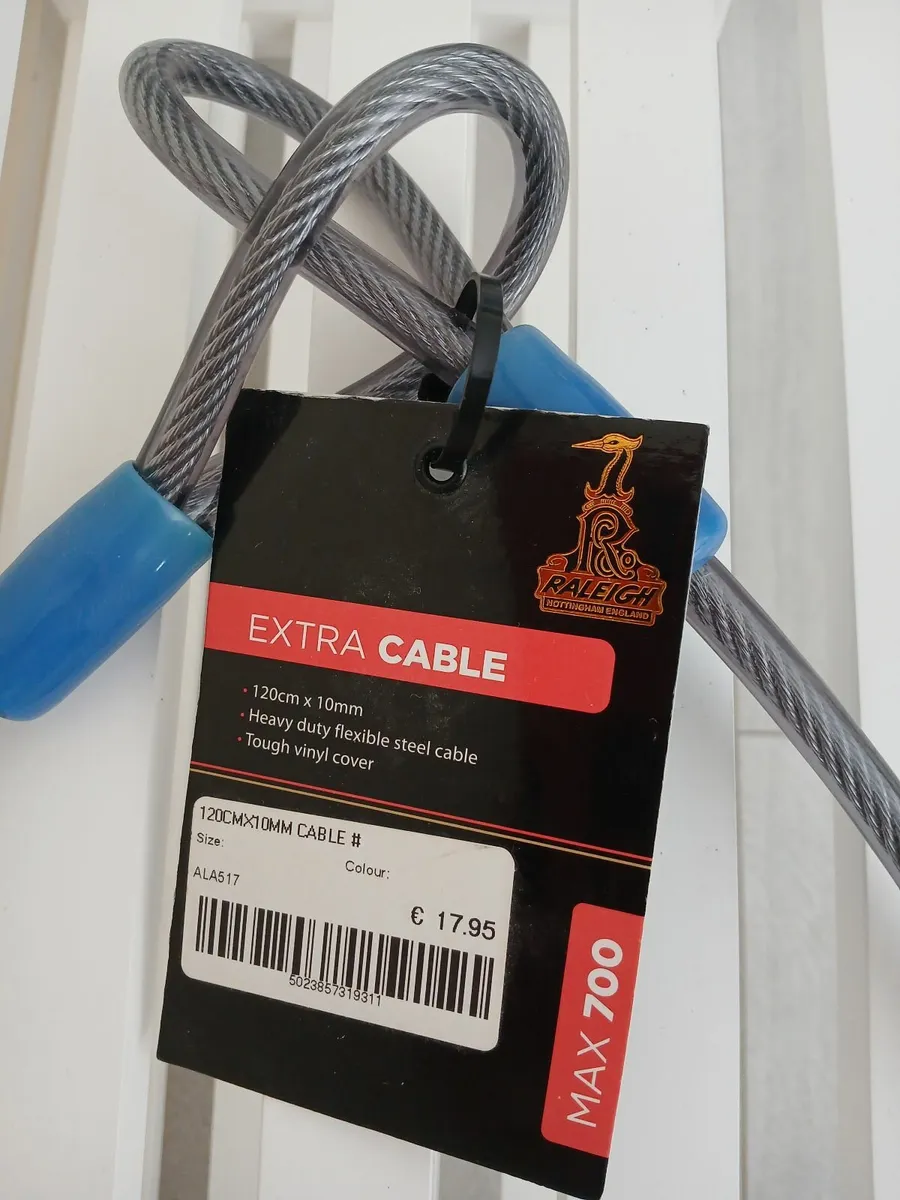 RALEIGH
NOTTINGHAM ENGLAND
EXTRA CABLE
• 120cm x 10mm
• Heavy duty flexible steel cable
• Tough vinyl cover
120CMX10MM CABLE #
Size:
Colour:
ALA517
€ 17.95
5023857319311
MAX 700